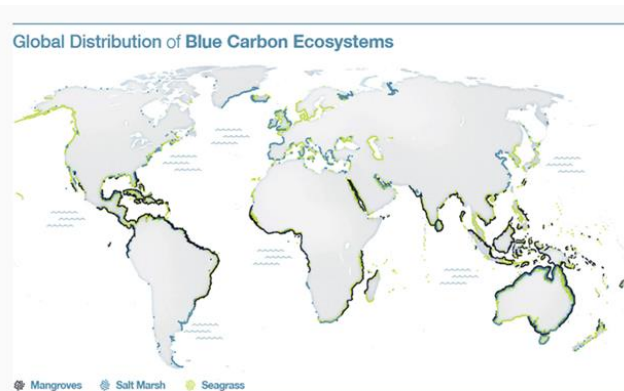 Global Distribution of Blue Carbon Ecosystems
Mangroves Salt Marsh Seagrass